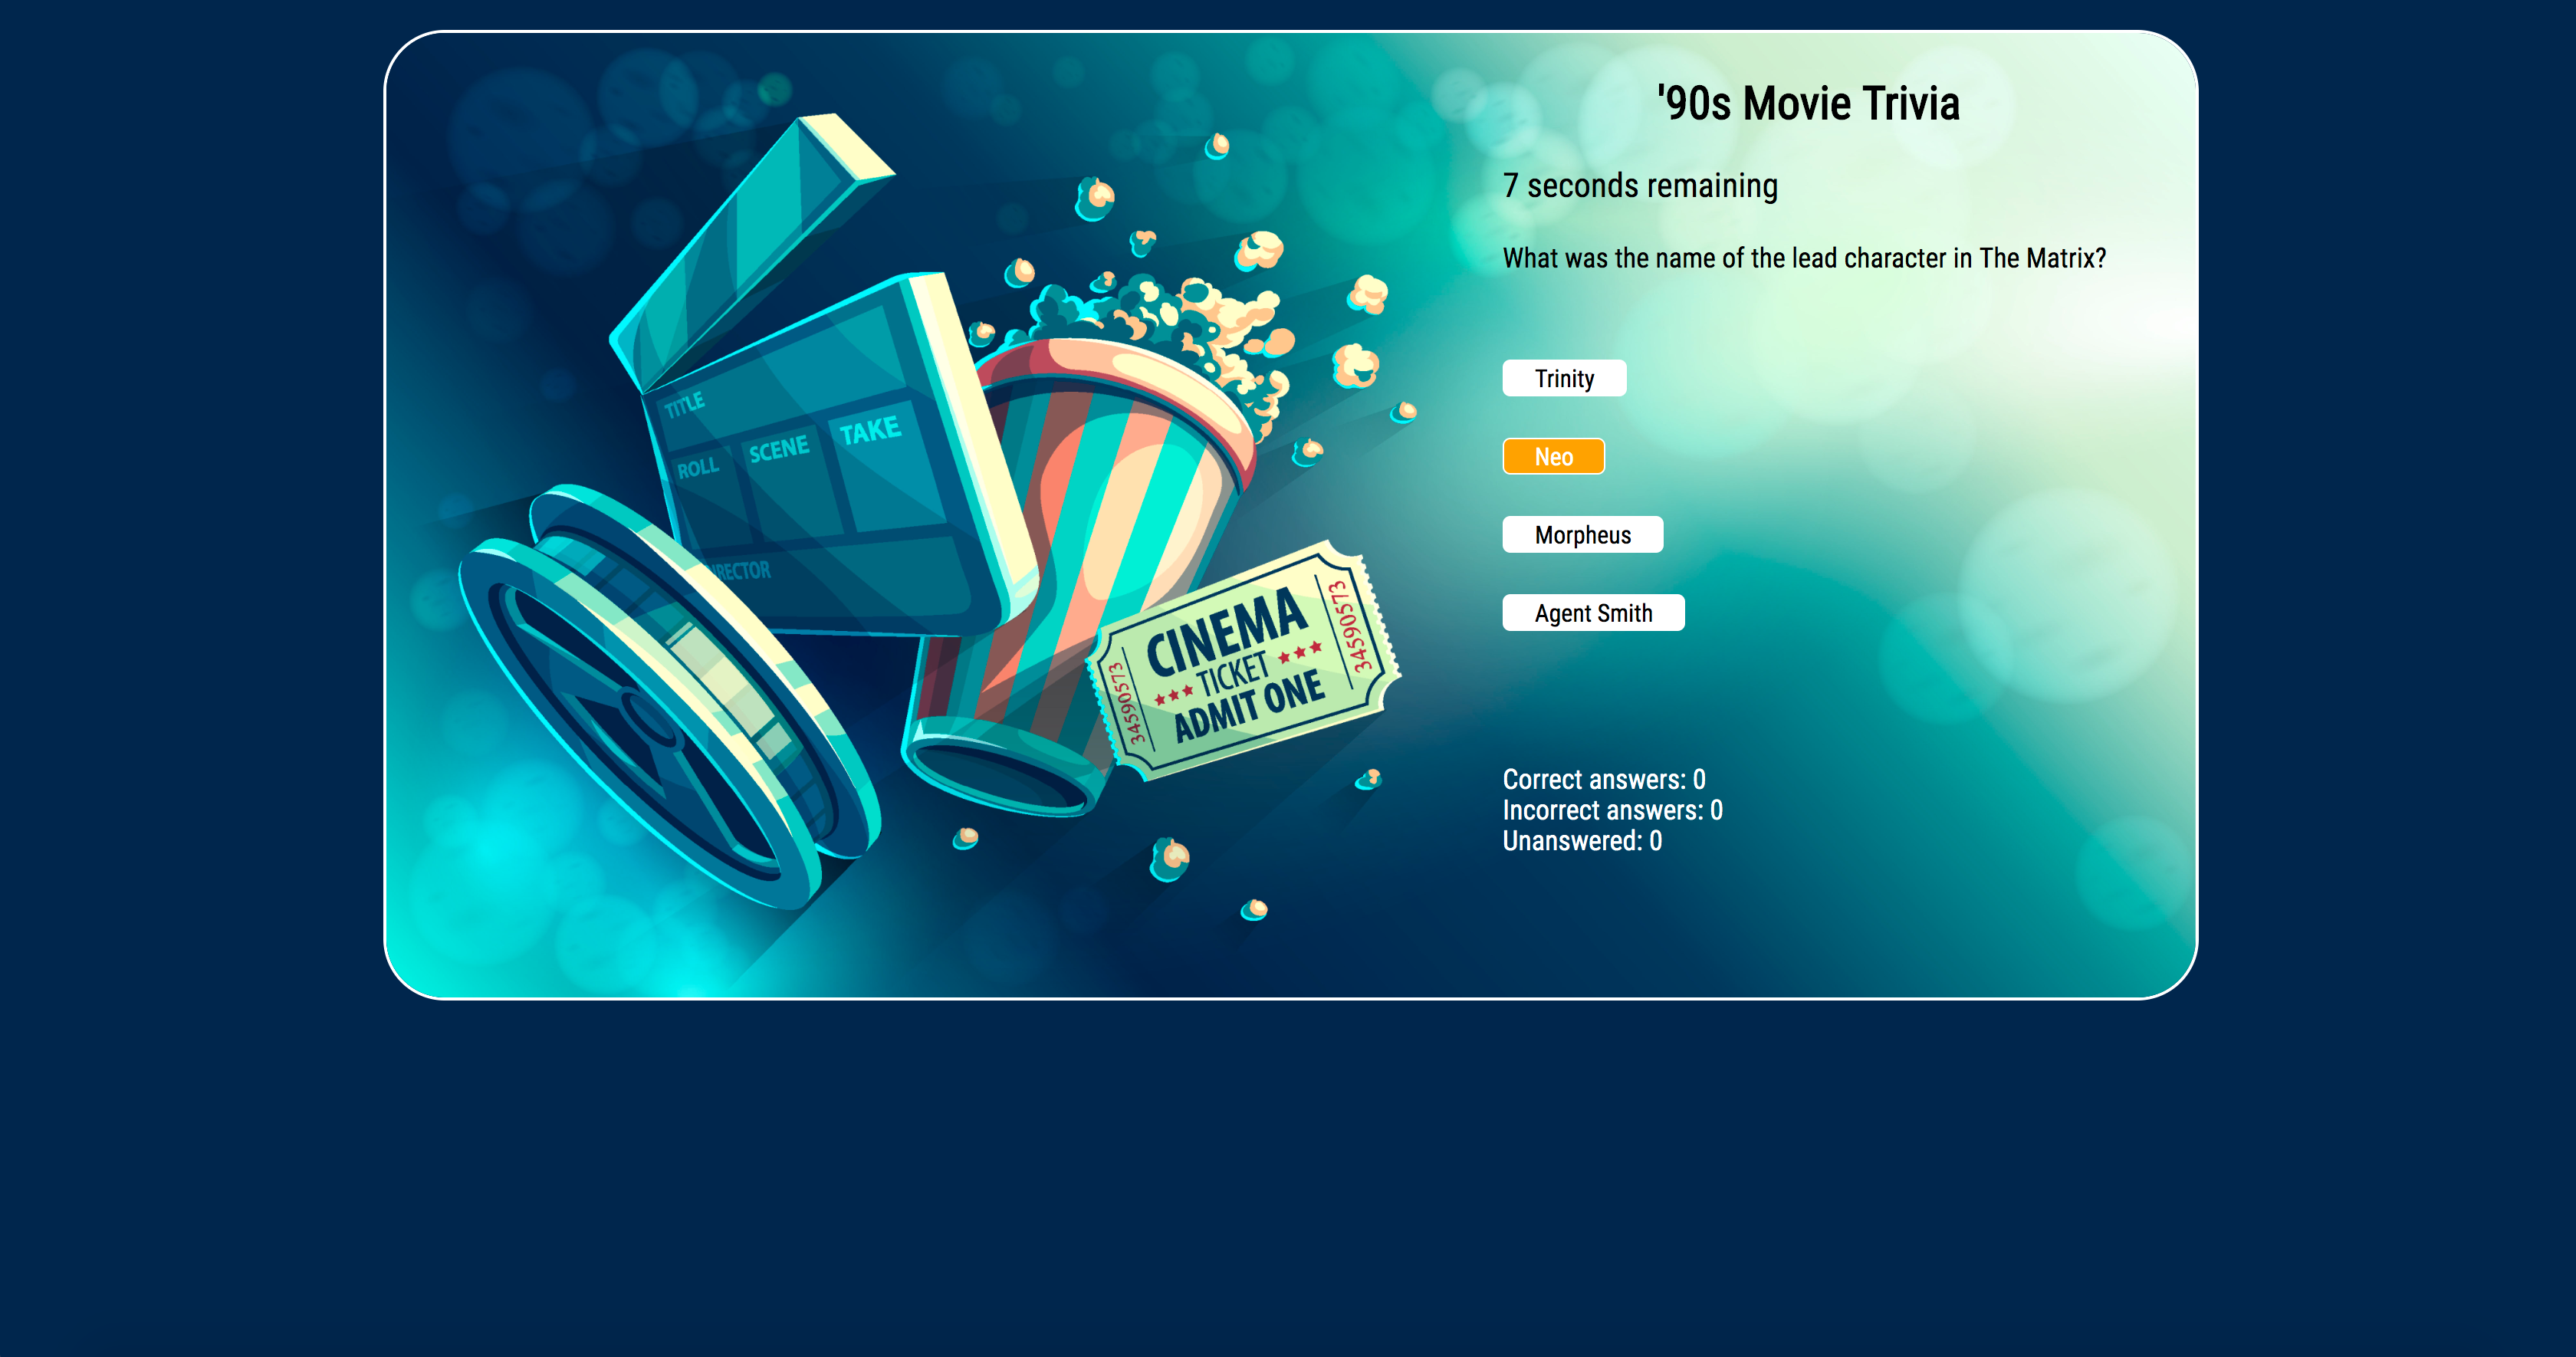 '90s Movie Trivia
7 seconds remaining
What was the name of the lead character in The Matrix?
Trinity
Neo
Morpheus
Agent Smith
Correct answers: 0
Incorrect answers: 0
Unanswered: 0
TITLE
ROLL
SCENE
TAKE
RECTOR
34590573
CINEMA
TICKET
ADMIT ONE
34590573